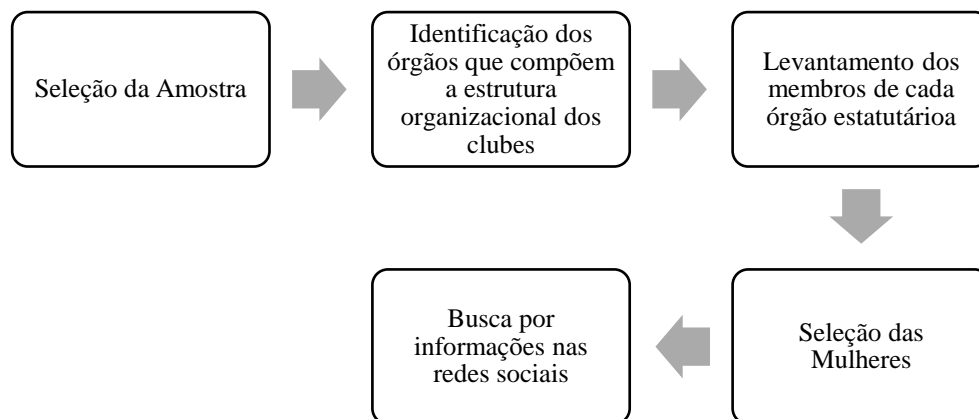 Seleção da Amostra
Identificação dos
órgãos que compõem
a estrutura
organizacional dos
clubes
Levantamento dos
membros de cada
órgão estatutárioa
Seleção das
Mulheres
Busca por
informações nas
redes sociais